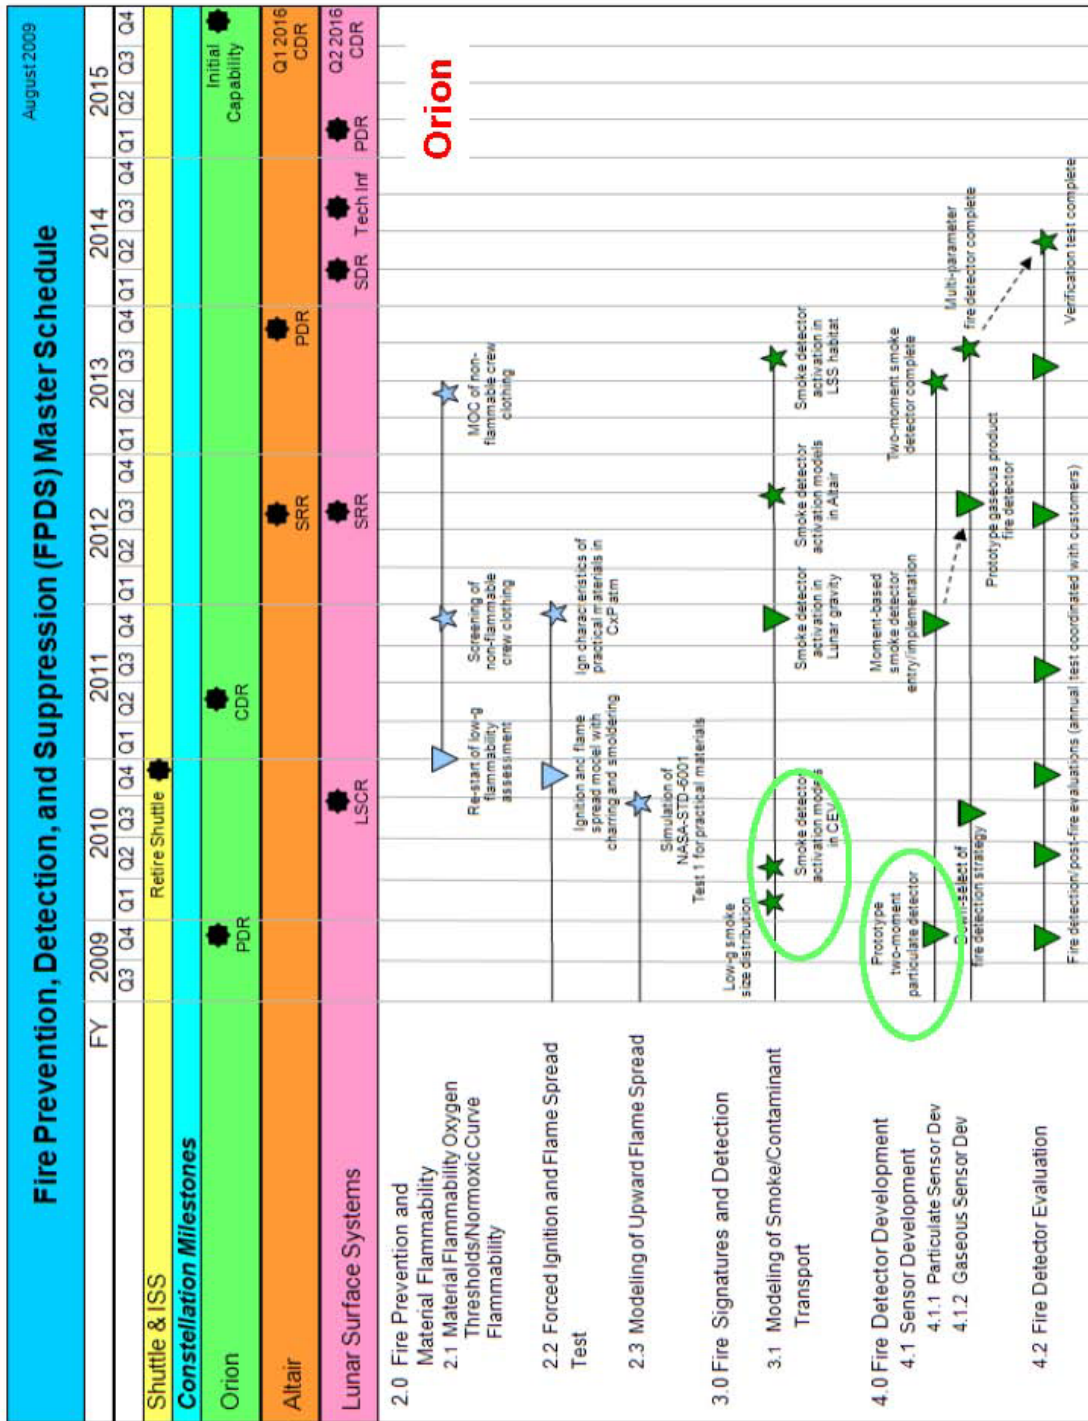 Fire Prevention, Detection, and Suppression (FPDS) Master Schedule
August 2009
FY
2009
2010
2011
2012
2013
2014
2015
Q3 Q4 Q1 Q2 Q3 Q4 Q1 Q2 Q3 Q4 Q1 Q2 Q3 Q4 Q1 Q2 Q3 Q4 Q1 Q2 Q3 Q4 Q1 Q2 Q3 Q4
Shuttle & ISS
Retire Shuttle
Constellation Milestones
Orion
PDR
CDR
Initial
Capability
Altair
SRR
PDR
Q1 2016
CDR
Lunar Surface Systems
LSCR
SRR
SDR
Tech Inf
PDR
Q2 2016
CDR
Orion
2.0 Fire Prevention and
Material Flammability
2.1 Material Flammability Oxygen
Thresholds/Normoxic Curve
Flammability
Re-start of low-g
flammability
assessment
Screening of
non-flammable
crew clothing
MOC of non-
flammable crew
clothing
2.2 Forced Ignition and Flame Spread
Test
Ignition and flame
spread model with
charring and smoldering
Ign characteristics of
practical materials in
CxP atm
2.3 Modeling of Upward Flame Spread
Simulation of
NASA-STD-6001
Test 1 for practical materials
3.0 Fire Signatures and Detection
3.1 Modeling of Smoke/Contaminant
Transport
Low-g smoke
size distribution
Smoke detector
activation models
in CEV
Smoke detector
activation in
Lunar gravity
Smoke detector
activation models
in Altair
Smoke detector
activation in
LSS habitat
4.0 Fire Detector Development
4.1 Sensor Development
4.1.1 Particulate Sensor Dev
Prototype
two-moment
particulate detector
Moment-based
smoke detector
entry/implementation
Two-moment smoke
detector complete
4.1.2 Gaseous Sensor Dev
Down-select of
fire detection strategy
Prototype gaseous product
fire detector
Multi-parameter
fire detector complete
4.2 Fire Detector Evaluation
Fire detection/post-fire evaluations (annual test coordinated with customers)
Verification test complete